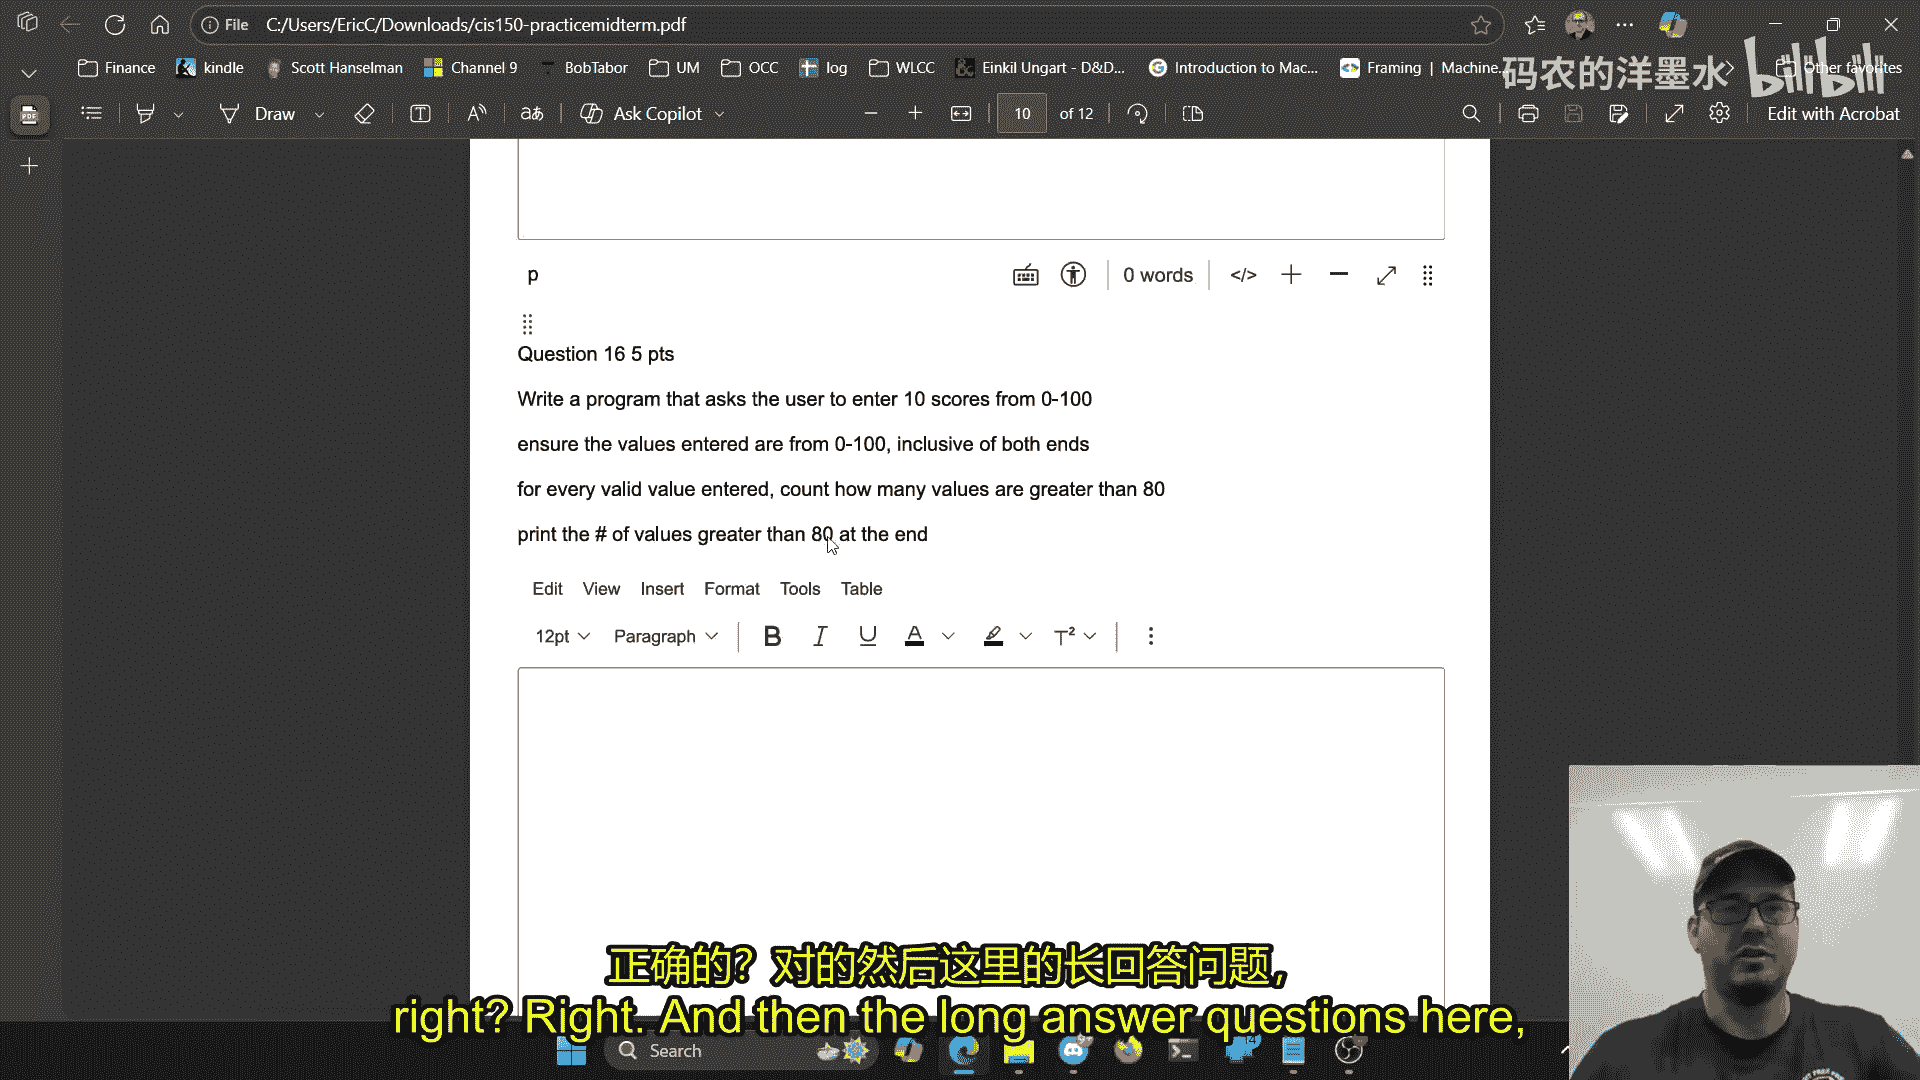 File C:/Users/EricC/Downloads/cis150-practicemidterm.pdf
Finance kindle Scott Hanselman Channel 9 BobTabor UM OCC log WLCC Einkil Ungart - D&D... Introduction to Mac... Framing | Machine... Other favorites
码农的洋墨水 bilibili
Draw aあ Ask Copilot 10 of 12 Edit with Acrobat
p 0 words </>
Question 16 5 pts
Write a program that asks the user to enter 10 scores from 0-100
ensure the values entered are from 0-100, inclusive of both ends
for every valid value entered, count how many values are greater than 80
print the # of values greater than 80 at the end
Edit View Insert Format Tools Table
12pt Paragraph B I U A T²
正确的？对的然后这里的长回答问题，
right? Right. And then the long answer questions here,
Search